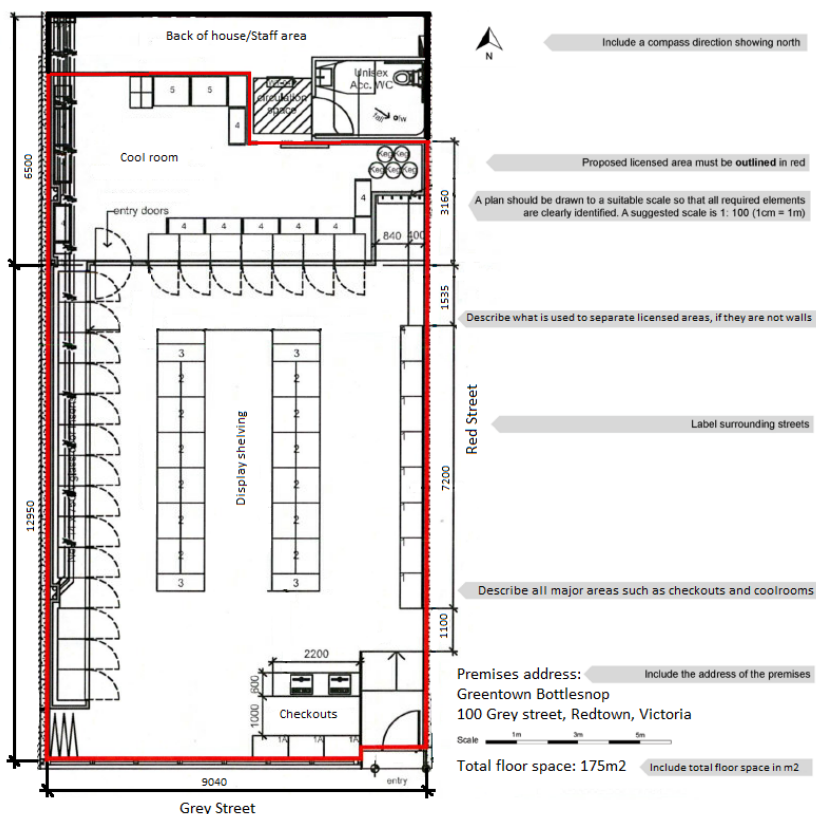 Back of house/Staff area
N
Include a compass direction showing north
Unisex
Acc. WC
circulation
space
fall
fw
5
5
4
Cool room
Keg Keg
Keg Keg Keg
Proposed licensed area must be outlined in red
6500
3160
A plan should be drawn to a suitable scale so that all required elements
are clearly identified. A suggested scale is 1: 100 (1cm = 1m)
entry doors
4
4
4
4
4
4
4
840
400
1535
Describe what is used to separate licensed areas, if they are not walls
3
3
2
2
2
2
2
2
2
2
2
2
2
2
3
3
Display shelving
Red Street
Label surrounding streets
7200
12950
Describe all major areas such as checkouts and coolrooms
1100
2200
600
1000
Checkouts
1A
1A
1A
Premises address:
Include the address of the premises
Greentown Bottlesnop
100 Grey street, Redtown, Victoria
Scale 1m 3m 5m
Total floor space: 175m2
Include total floor space in m2
9040
entry
Grey Street